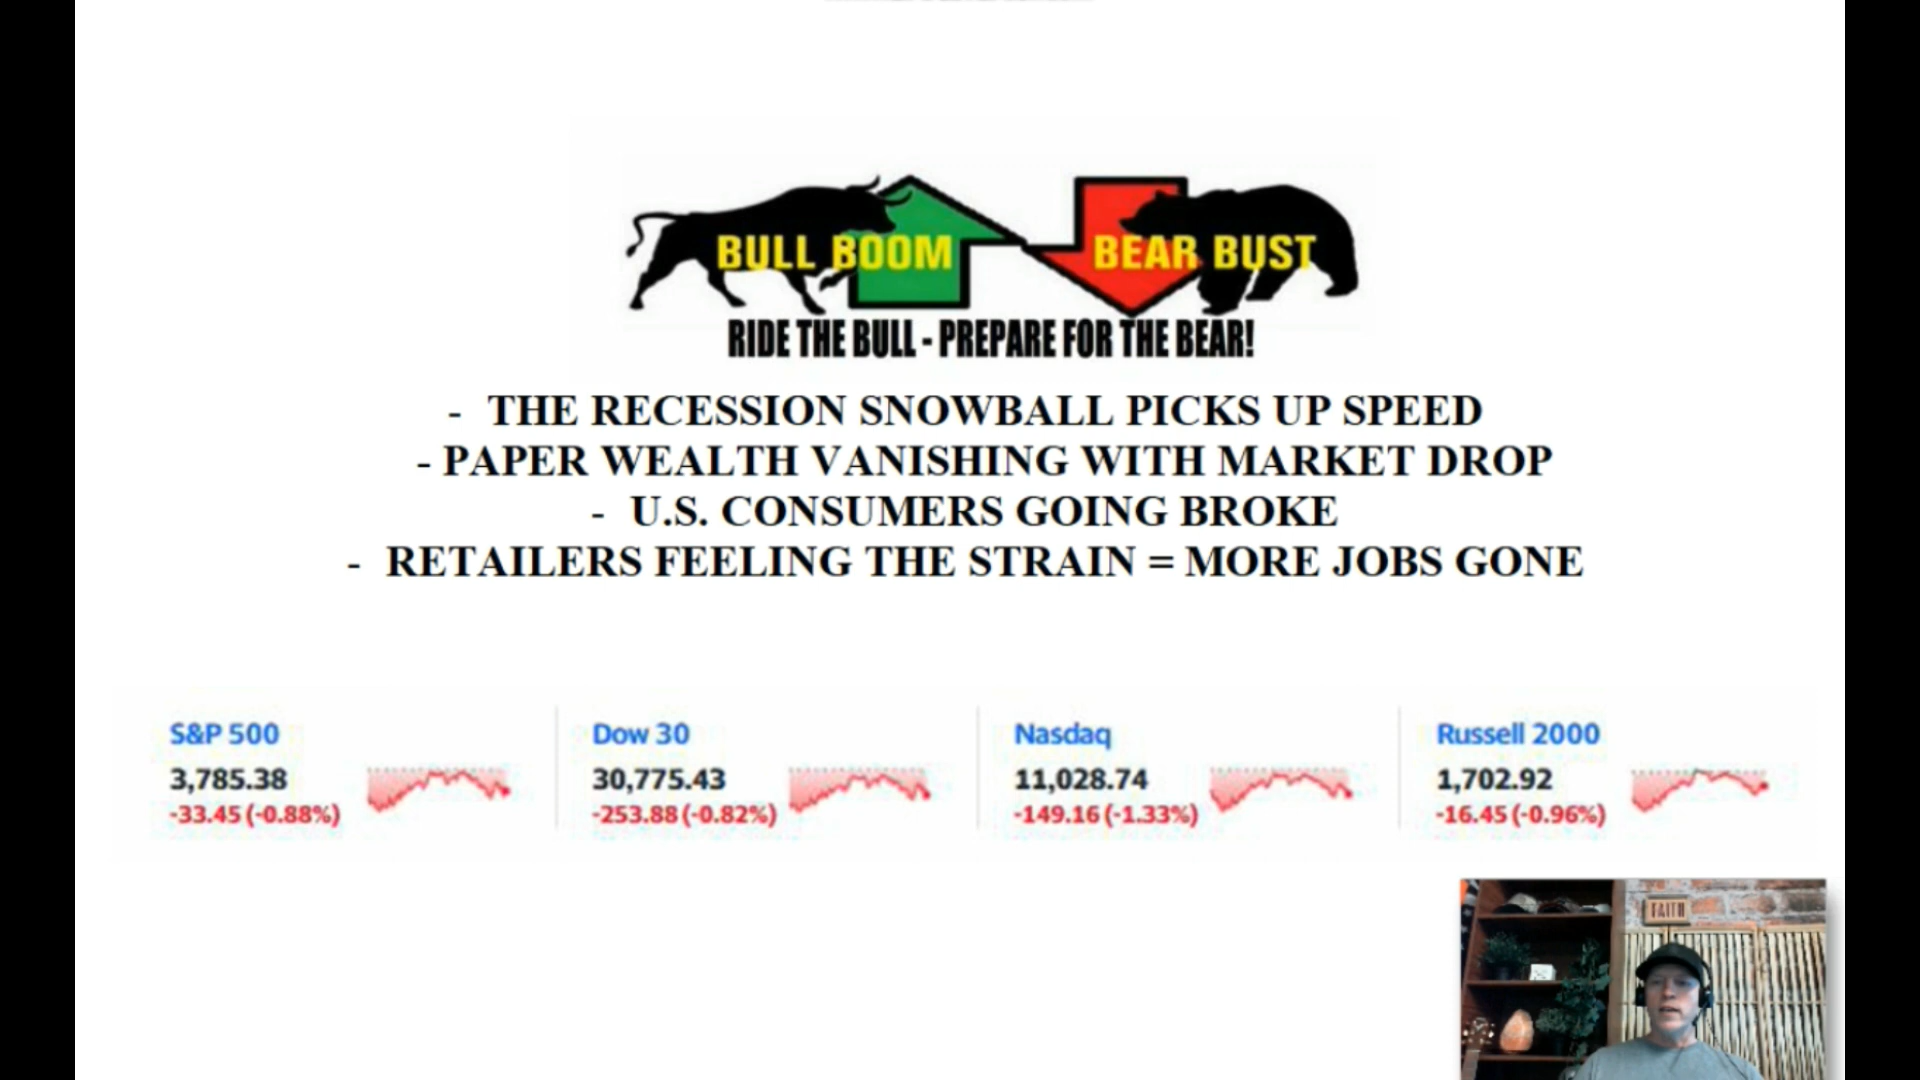 BULL BOOM BEAR BUST
RIDE THE BULL - PREPARE FOR THE BEAR!
- THE RECESSION SNOWBALL PICKS UP SPEED
- PAPER WEALTH VANISHING WITH MARKET DROP
- U.S. CONSUMERS GOING BROKE
- RETAILERS FEELING THE STRAIN = MORE JOBS GONE
S&P 500
3,785.38
-33.45 (-0.88%)
Dow 30
30,775.43
-253.88 (-0.82%)
Nasdaq
11,028.74
-149.16 (-1.33%)
Russell 2000
1,702.92
-16.45 (-0.96%)
FAITH